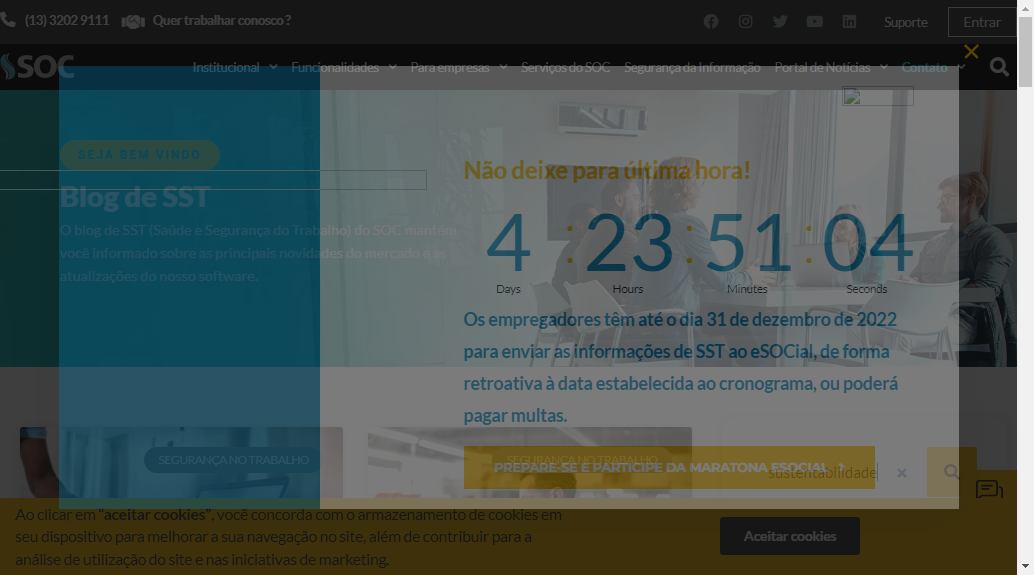 (13) 3202 9111 Quer trabalhar conosco ?
Suporte Entrar
SOC
Institucional Funcionalidades Para empresas Serviços do SOC Segurança da Informação Portal de Notícias Contato
SEJA BEM VINDO
Blog de SST
O blog de SST (Saúde e Segurança do Trabalho) do SOC mantém
você informado sobre as principais novidades do mercado e as
atualizações do nosso software.
Não deixe para última hora!
4 : 23 : 51 : 04
Days Hours Minutes Seconds
Os empregadores têm até o dia 31 de dezembro de 2022
para enviar as informações de SST ao eSOCial, de forma
retroativa à data estabelecida ao cronograma, ou poderá
pagar multas.
SEGURANÇA NO TRABALHO
SEGURANÇA NO TRABALHO
PREPARE-SE E PARTICIPE DA MARATONA ESOCIAL
sustentabilidade
Ao clicar em “aceitar cookies”, você concorda com o armazenamento de cookies em
seu dispositivo para melhorar a sua navegação no site, além de contribuir para a
análise de utilização do site e nas iniciativas de marketing.
Aceitar cookies